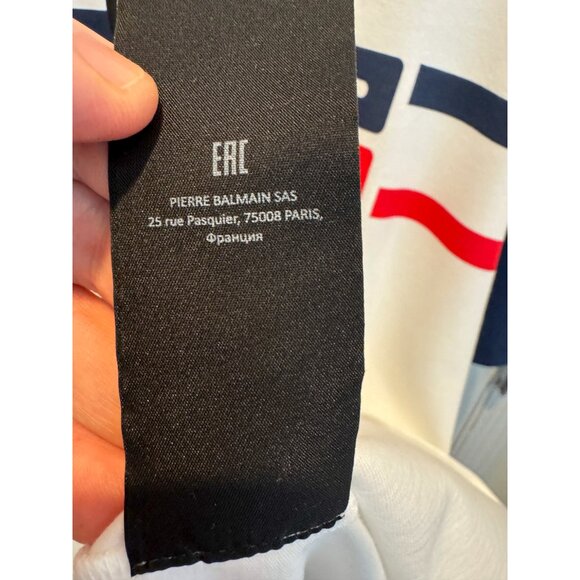 EAC
PIERRE BALMAIN SAS
25 rue Pasquier, 75008 PARIS,
Франция